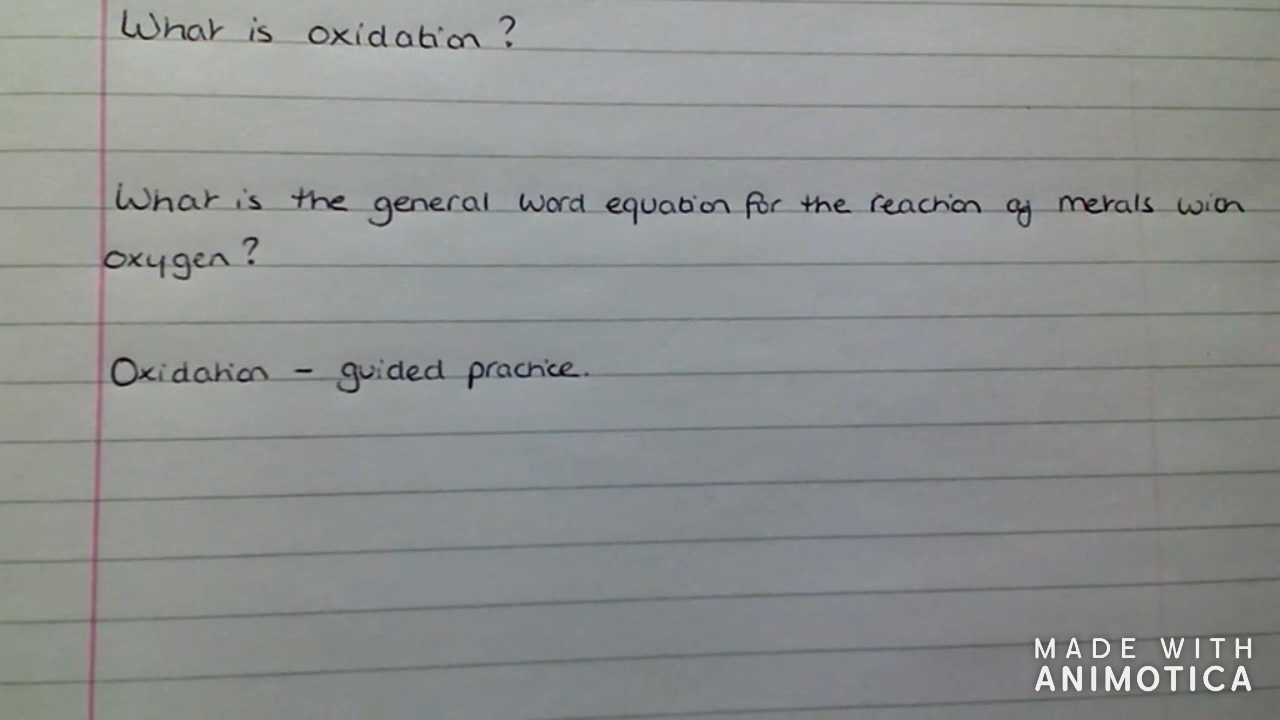 What is oxidation?
What is the general word equation for the reaction of metals with
oxygen?
Oxidation - guided practice.
MADE WITH
ANIMOTICA